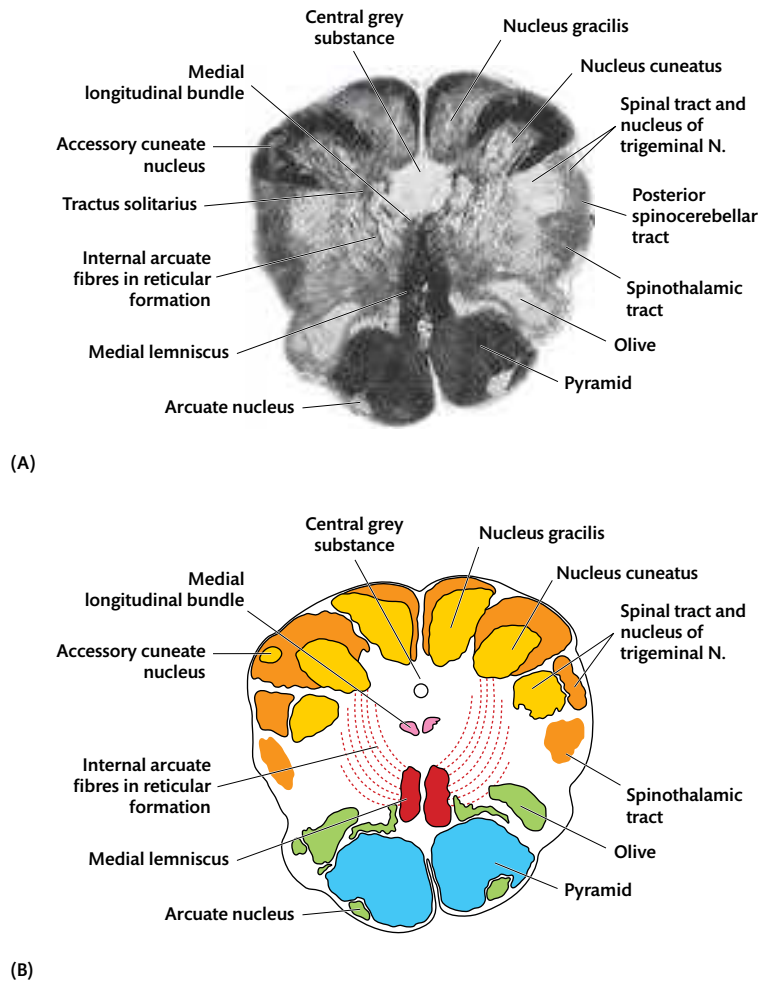 Central grey
substance
Nucleus gracilis
Medial
longitudinal bundle
Nucleus cuneatus
Spinal tract and
nucleus of
trigeminal N.
Accessory cuneate
nucleus
Tractus solitarius
Posterior
spinocerebellar
tract
Internal arcuate
fibres in reticular
formation
Spinothalamic
tract
Medial lemniscus
Olive
Pyramid
Arcuate nucleus
(A)
Central grey
substance
Nucleus gracilis
Medial
longitudinal bundle
Nucleus cuneatus
Spinal tract and
nucleus of
trigeminal N.
Accessory cuneate
nucleus
Internal arcuate
fibres in reticular
formation
Spinothalamic
tract
Medial lemniscus
Olive
Pyramid
Arcuate nucleus
(B)